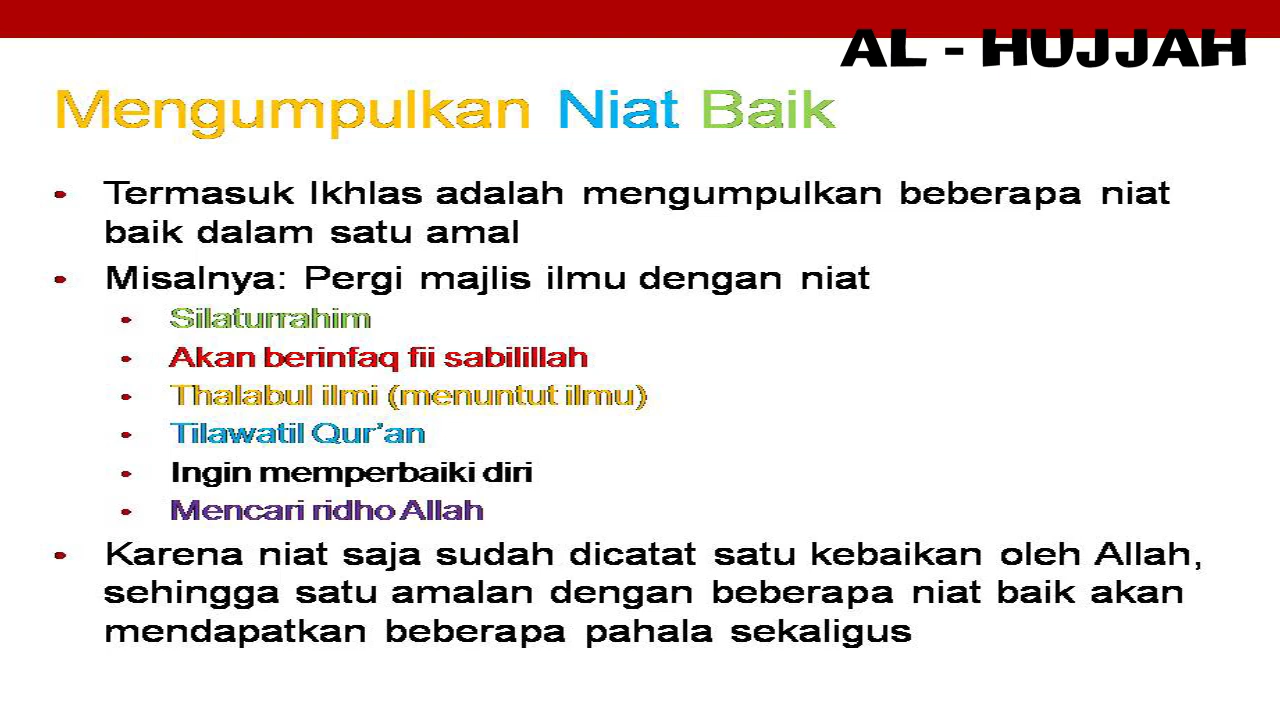 AL - HUJJAH
Mengumpulkan Niat Baik
• Termasuk Ikhlas adalah mengumpulkan beberapa niat
baik dalam satu amal
• Misalnya: Pergi majlis ilmu dengan niat
• Silaturrahim
• Akan berinfaq fii sabilillah
• Thalabul ilmi (menuntut ilmu)
• Tilawatil Qur’an
• Ingin memperbaiki diri
• Mencari ridho Allah
• Karena niat saja sudah dicatat satu kebaikan oleh Allah,
sehingga satu amalan dengan beberapa niat baik akan
mendapatkan beberapa pahala sekaligus